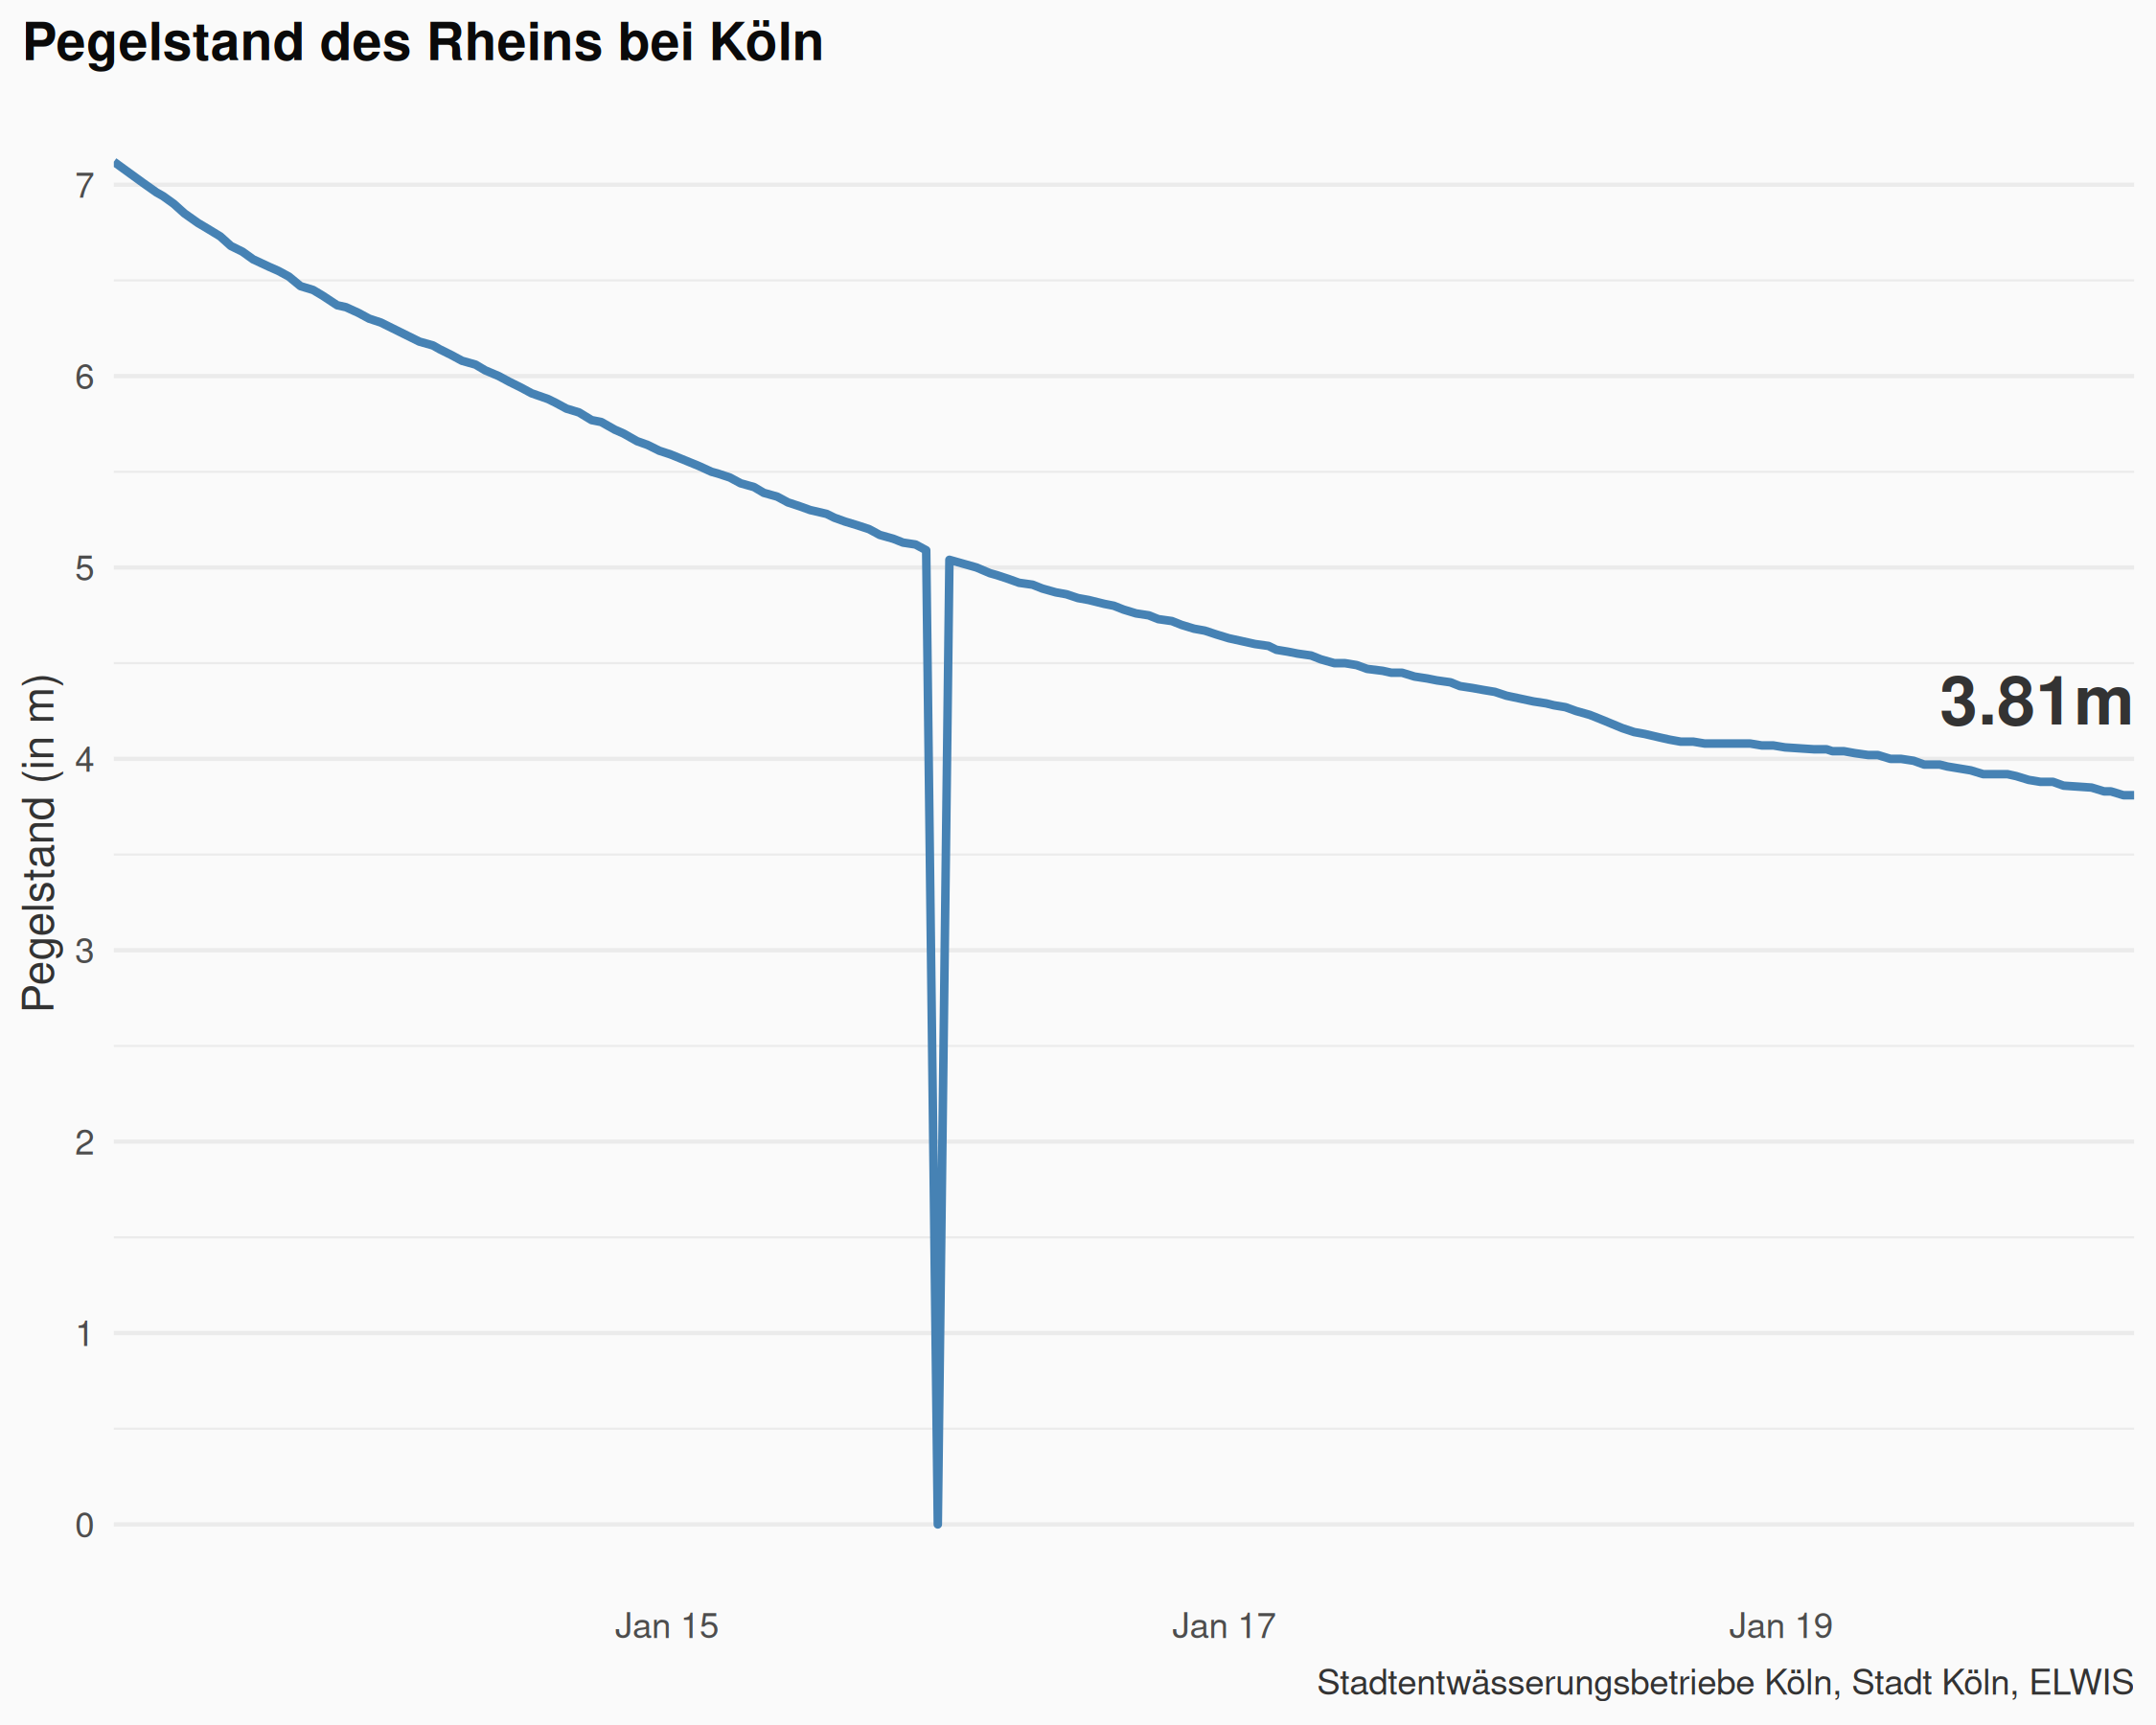 Pegelstand des Rheins bei Köln
Pegelstand (in m)
7
6
5
4
3
2
1
0
3.81m
Jan 15
Jan 17
Jan 19
Stadtentwässerungsbetriebe Köln, Stadt Köln, ELWIS